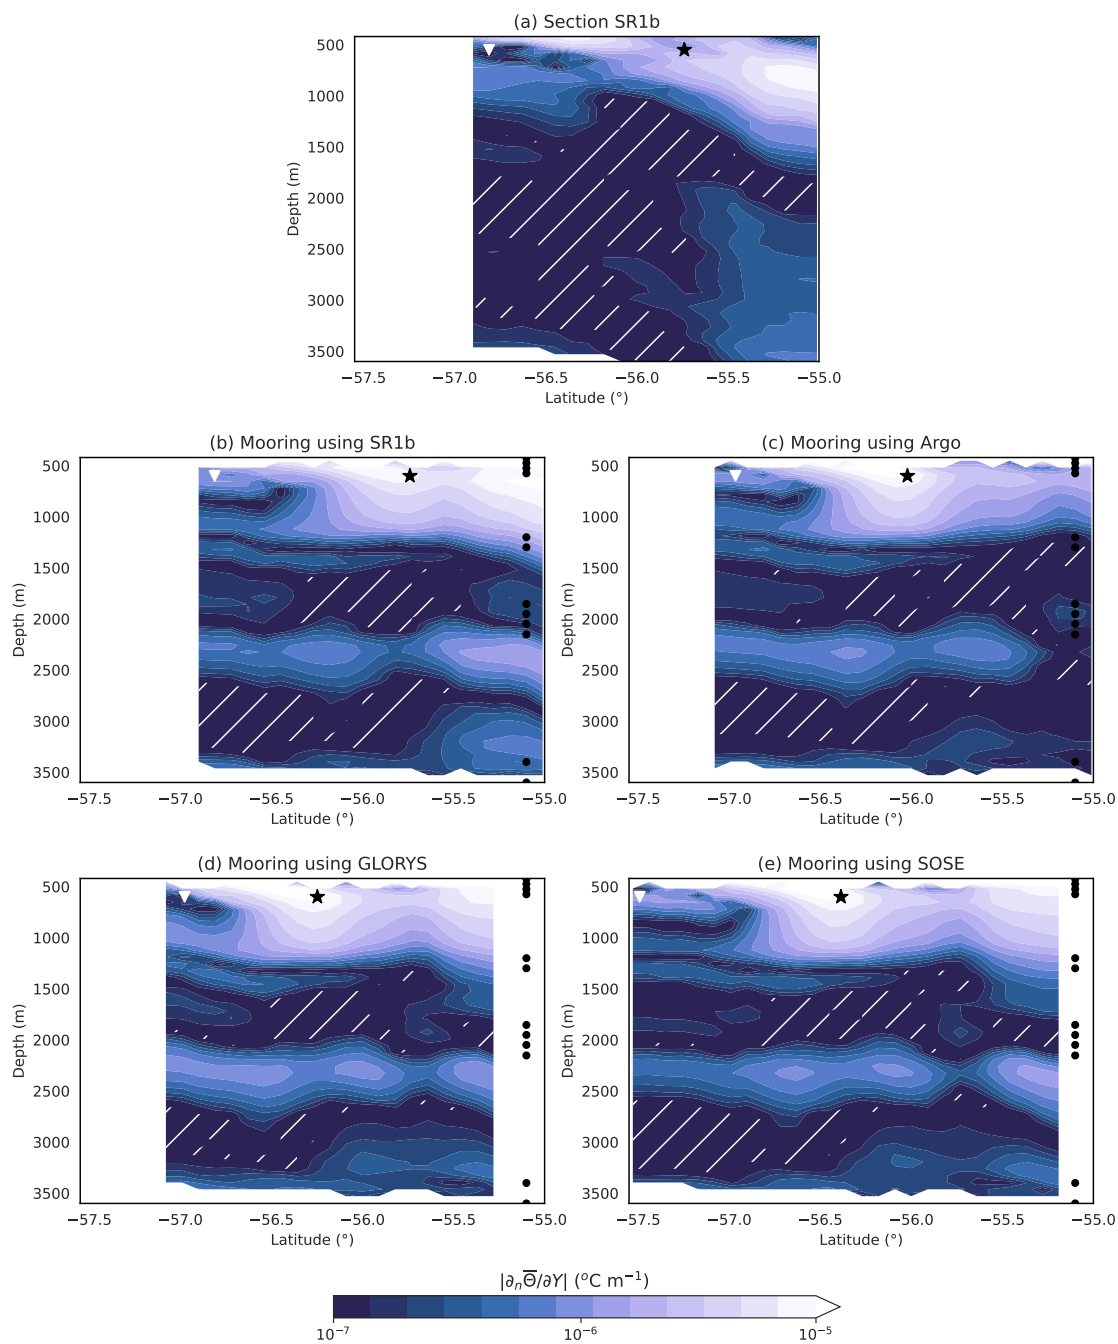 (a) Section SR1b
500
1000
1500
2000
2500
3000
3500
Depth (m)
−57.5 −57.0 −56.5 −56.0 −55.5 −55.0
Latitude (°)
(b) Mooring using SR1b
500
1000
1500
2000
2500
3000
3500
Depth (m)
−57.5 −57.0 −56.5 −56.0 −55.5 −55.0
Latitude (°)
(c) Mooring using Argo
500
1000
1500
2000
2500
3000
3500
Depth (m)
−57.5 −57.0 −56.5 −56.0 −55.5 −55.0
Latitude (°)
(d) Mooring using GLORYS
500
1000
1500
2000
2500
3000
3500
Depth (m)
−57.5 −57.0 −56.5 −56.0 −55.5 −55.0
Latitude (°)
(e) Mooring using SOSE
500
1000
1500
2000
2500
3000
3500
Depth (m)
−57.5 −57.0 −56.5 −56.0 −55.5 −55.0
Latitude (°)
|∂ₙΘ̅/∂Y| (°C m⁻¹)
10⁻⁷ 10⁻⁶ 10⁻⁵